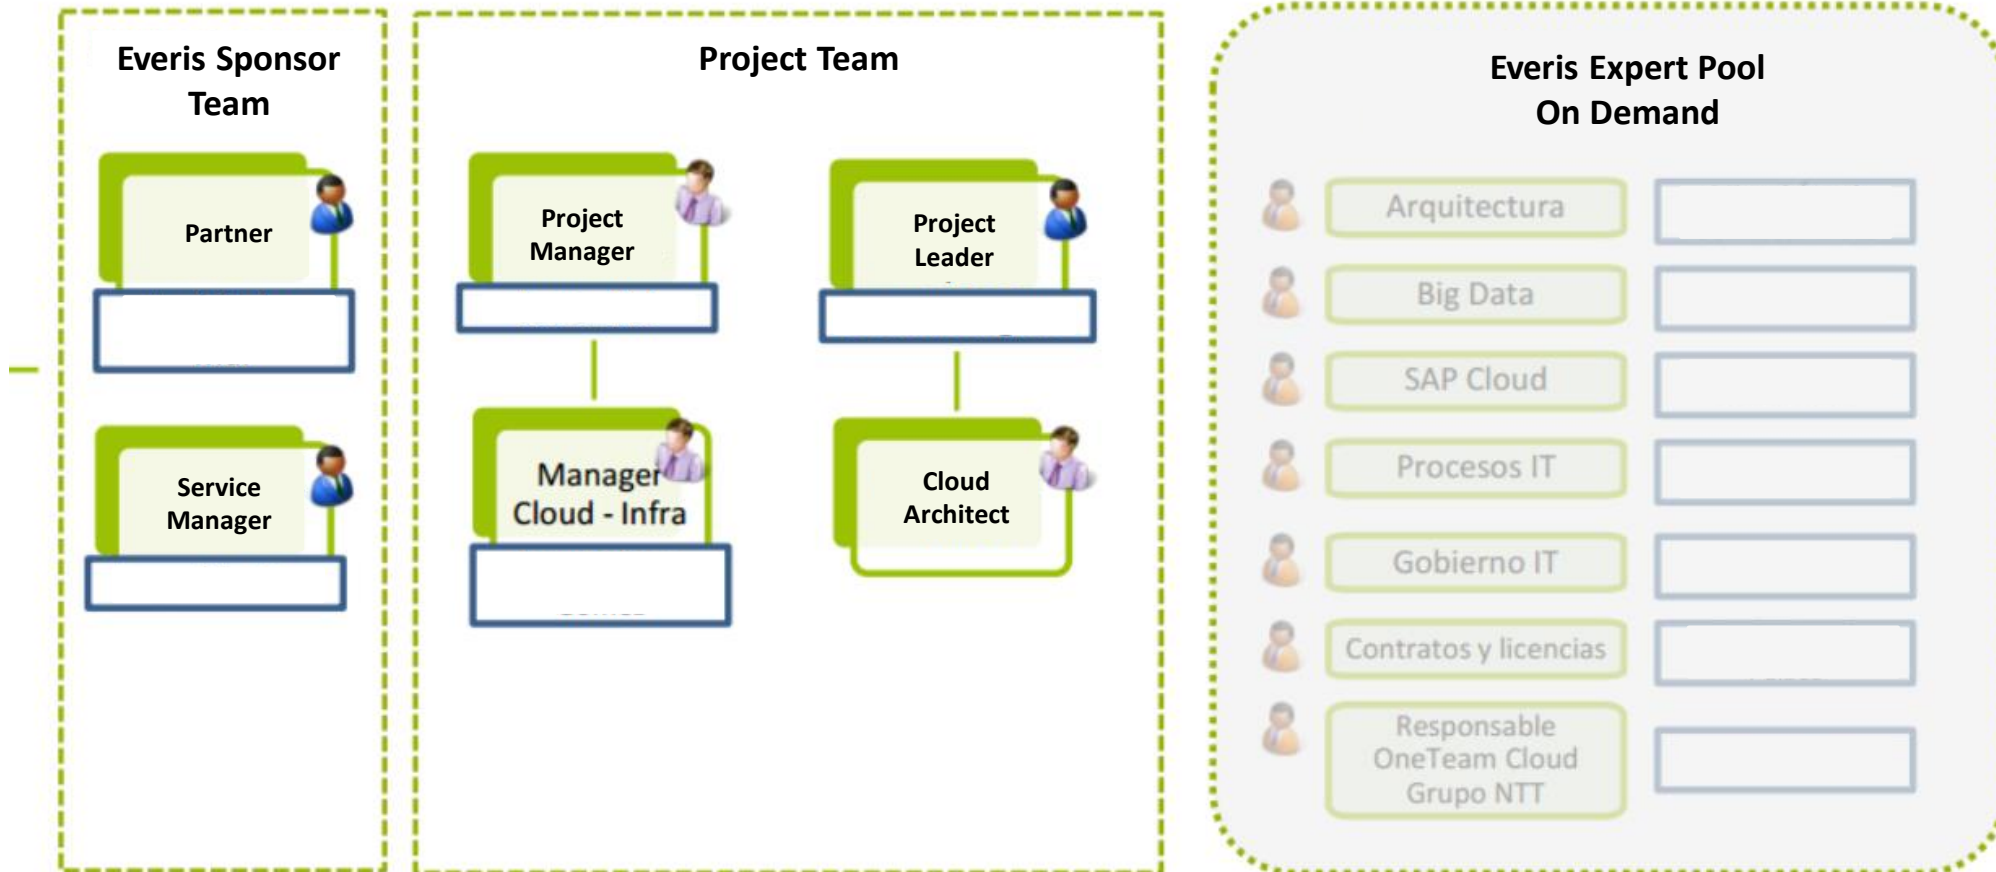 Everis Sponsor
Team
Partner
Service
Manager
Project Team
Project
Manager
Project
Leader
Manager
Cloud - Infra
Cloud
Architect
Everis Expert Pool
On Demand
Arquitectura
Big Data
SAP Cloud
Procesos IT
Gobierno IT
Contratos y licencias
Responsable
OneTeam Cloud
Grupo NTT